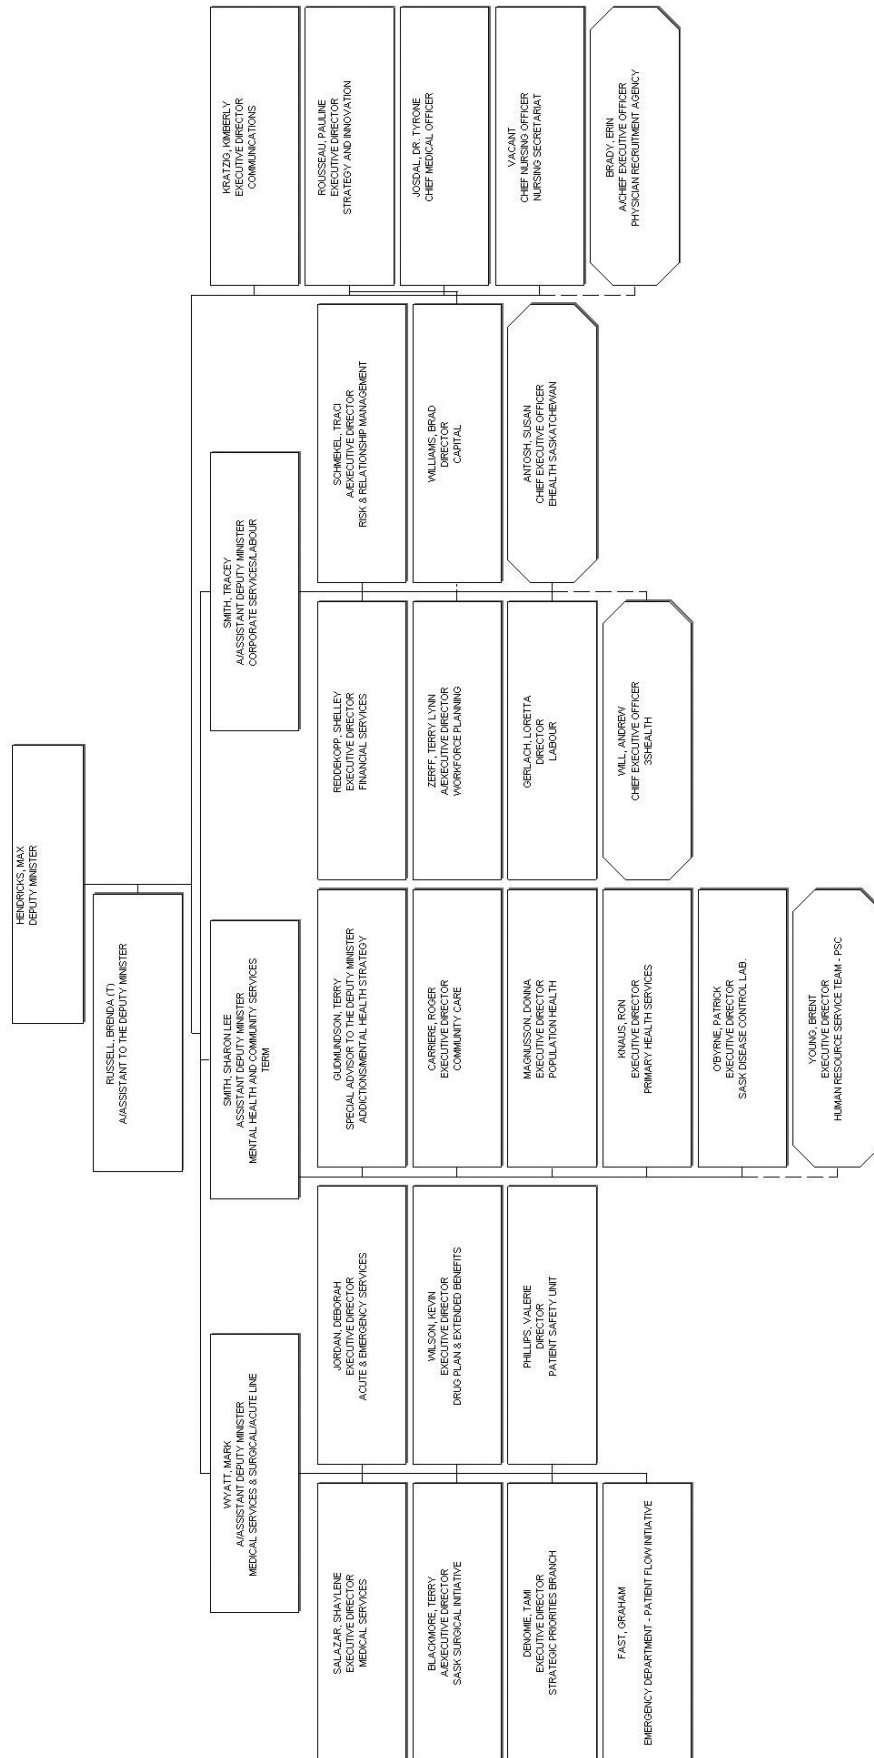 HENDRICKS, MAX
DEPUTY MINISTER
RUSSELL, BRENDA (T)
A/ASSISTANT TO THE DEPUTY MINISTER
WYATT, MARK
A/ASSISTANT DEPUTY MINISTER
MEDICAL SERVICES & SURGICAL/ACUTE LINE
SMITH, SHARON LEE
ASSISTANT DEPUTY MINISTER
MENTAL HEALTH AND COMMUNITY SERVICES
TERM
SMITH, TRACEY
A/ASSISTANT DEPUTY MINISTER
CORPORATE SERVICES/LABOUR
KRATZIG, KIMBERLY
EXECUTIVE DIRECTOR
COMMUNICATIONS
ROUSSEAU, PAULINE
EXECUTIVE DIRECTOR
STRATEGY AND INNOVATION
JOSDAL, DR. TYRONE
CHIEF MEDICAL OFFICER
VACANT
CHIEF NURSING OFFICER
NURSING SECRETARIAT
BRADY, ERIN
A/CHIEF EXECUTIVE OFFICER
PHYSICIAN RECRUITMENT AGENCY
SALAZAR, SHAYLENE
EXECUTIVE DIRECTOR
MEDICAL SERVICES
JORDAN, DEBORAH
EXECUTIVE DIRECTOR
ACUTE & EMERGENCY SERVICES
BLACKMORE, TERRY
A/EXECUTIVE DIRECTOR
SASK SURGICAL INITIATIVE
WILSON, KEVIN
EXECUTIVE DIRECTOR
DRUG PLAN & EXTENDED BENEFITS
DENOMIE, TAMI
EXECUTIVE DIRECTOR
STRATEGIC PRIORITIES BRANCH
PHILLIPS, VALERIE
DIRECTOR
PATIENT SAFETY UNIT
FAST, GRAHAM
EMERGENCY DEPARTMENT - PATIENT FLOW INITIATIVE
GUDMUNDSON, TERRY
SPECIAL ADVISOR TO THE DEPUTY MINISTER
ADDICTIONS/MENTAL HEALTH STRATEGY
CARRIERE, ROGER
EXECUTIVE DIRECTOR
COMMUNITY CARE
MAGNUSSON, DONNA
EXECUTIVE DIRECTOR
POPULATION HEALTH
KNAUS, RON
EXECUTIVE DIRECTOR
PRIMARY HEALTH SERVICES
O'BYRNE, PATRICK
EXECUTIVE DIRECTOR
SASK DISEASE CONTROL LAB.
YOUNG, BRENT
EXECUTIVE DIRECTOR
HUMAN RESOURCE SERVICE TEAM - PSC
REDDEKOPP, SHELLEY
EXECUTIVE DIRECTOR
FINANCIAL SERVICES
SCHMEKEL, TRACI
A/EXECUTIVE DIRECTOR
RISK & RELATIONSHIP MANAGEMENT
ZERFF, TERRY LYNN
A/EXECUTIVE DIRECTOR
WORKFORCE PLANNING
WILLIAMS, BRAD
DIRECTOR
CAPITAL
GERLACH, LORETTA
DIRECTOR
LABOUR
ANTOSH, SUSAN
CHIEF EXECUTIVE OFFICER
EHEALTH SASKATCHEWAN
WILL, ANDREW
CHIEF EXECUTIVE OFFICER
3SHEALTH